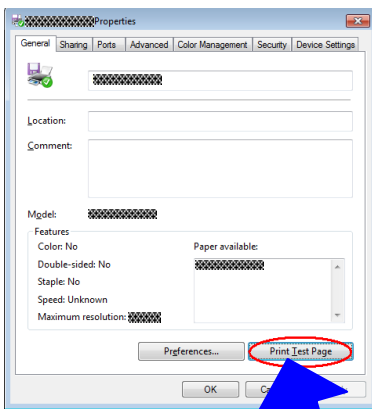 Properties
General Sharing Ports Advanced Color Management Security Device Settings
Location:
Comment:
Model:
Features
Color: No Paper available:
Double-sided: No
Staple: No
Speed: Unknown
Maximum resolution:
Preferences... Print Test Page
OK